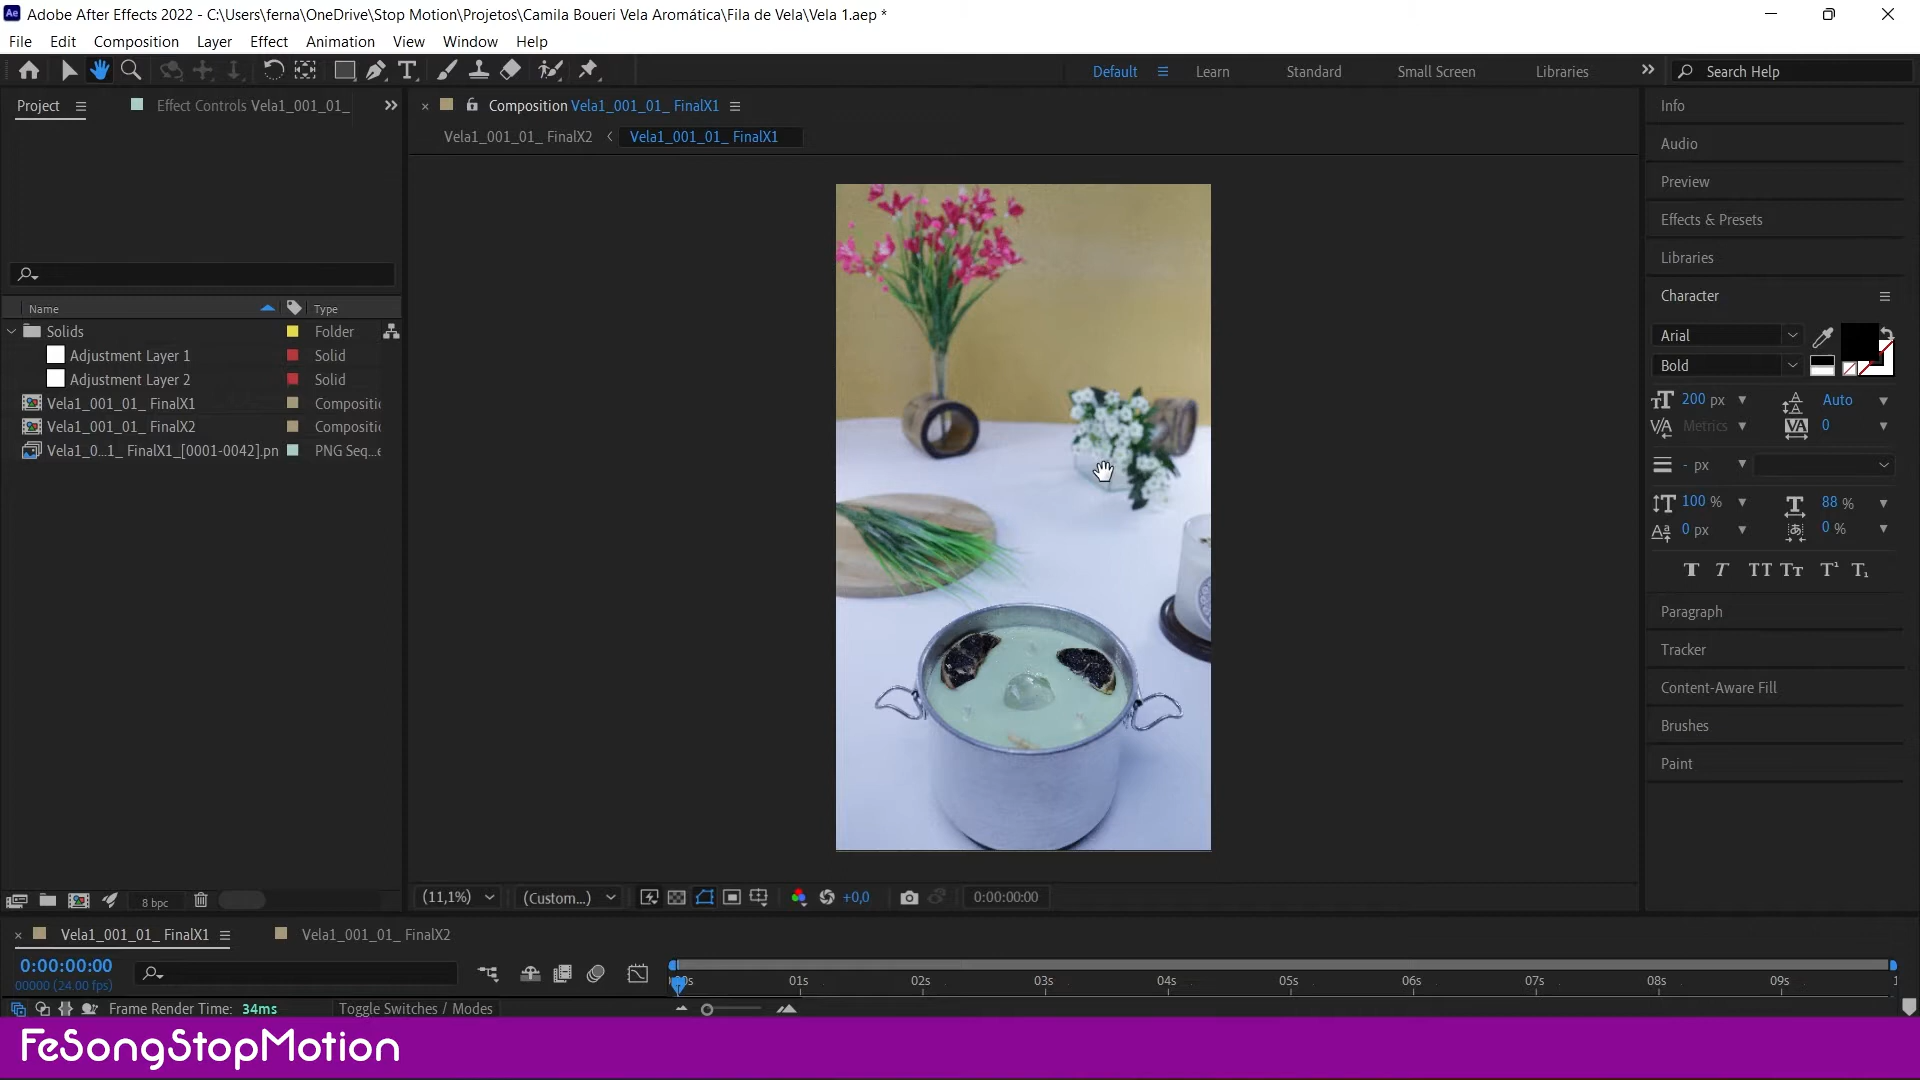 Adobe After Effects 2022 - C:\Users\ferna\OneDrive\Stop Motion\Projetos\Camila Boueri Vela Aromática\Fila de Vela\Vela 1.aep *
File Edit Composition Layer Effect Animation View Window Help
Default Learn Standard Small Screen Libraries Search Help
Project Effect Controls Vela1_001_01_
Composition Vela1_001_01_ FinalX1
Vela1_001_01_ FinalX2 Vela1_001_01_ FinalX1
Name Type
Solids Folder
Adjustment Layer 1 Solid
Adjustment Layer 2 Solid
Vela1_001_01_ FinalX1 Compositi
Vela1_001_01_ FinalX2 Compositi
Vela1_0...1_ FinalX1_[0001-0042].pn PNG Seq...e
Info
Audio
Preview
Effects & Presets
Libraries
Character
Arial
Bold
200 px Auto
Metrics 0
- px
100 % 88 %
0 px 0 %
Paragraph
Tracker
Content-Aware Fill
Brushes
Paint
8 bpc
(11,1%) (Custom...) +0,0 0:00:00:00
Vela1_001_01_ FinalX1 Vela1_001_01_ FinalX2
0:00:00:00
00000 (24.00 fps)
01s 02s 03s 04s 05s 06s 07s 08s 09s
Frame Render Time: 34ms Toggle Switches / Modes
FeSongStopMotion